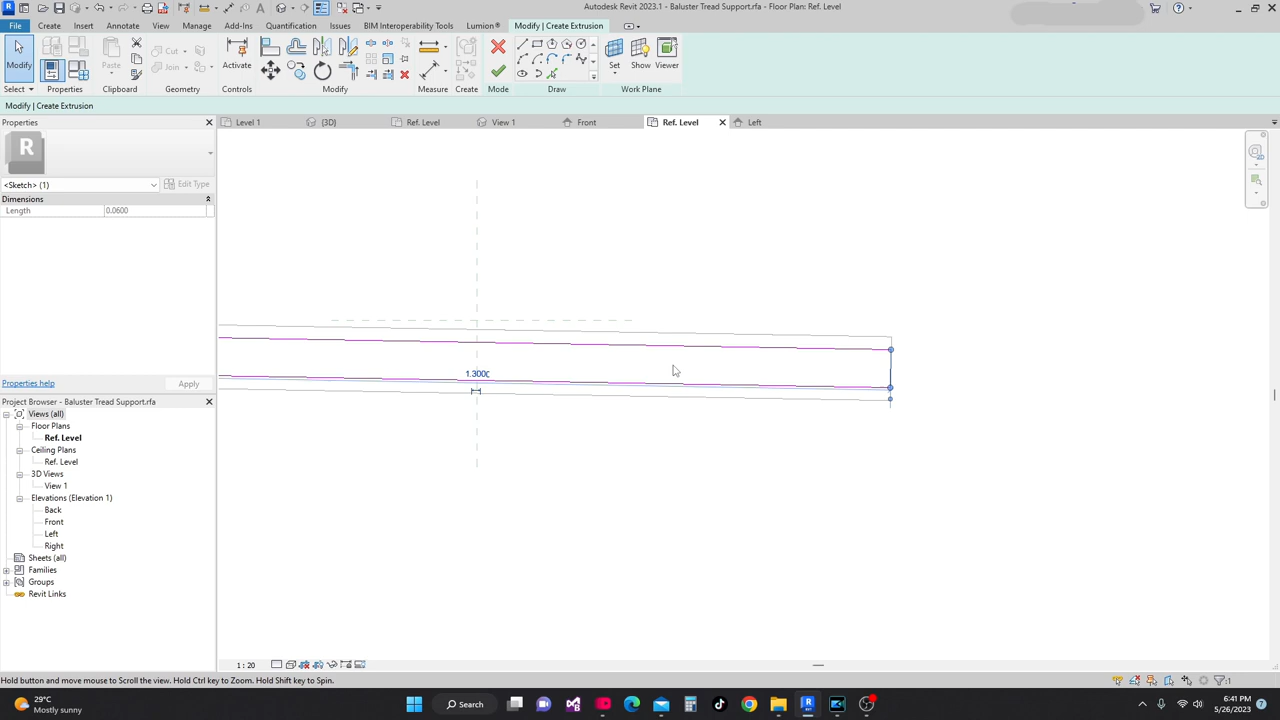 Autodesk Revit 2023.1 - Baluster Tread Support.rfa - Floor Plan: Ref. Level
File Create Insert Annotate View Manage Add-Ins Quantification Issues BIM Interoperability Tools Lumion® Modify | Create Extrusion
Modify Paste Cut Join Activate Create Set Show Viewer
Select Properties Clipboard Geometry Controls Modify Measure Create Mode Draw Work Plane
Modify | Create Extrusion
Properties
Level 1 {3D} Ref. Level View 1 Front Ref. Level Left
R
<Sketch> (1) Edit Type
Dimensions
Length 0.0600
1.300
Properties help Apply
Project Browser - Baluster Tread Support.rfa
Views (all)
Floor Plans
Ref. Level
Ceiling Plans
Ref. Level
3D Views
View 1
Elevations (Elevation 1)
Back
Front
Left
Right
Sheets (all)
Families
Groups
Revit Links
1 : 20
Hold button and move mouse to Scroll the view. Hold Ctrl key to Zoom. Hold Shift key to Spin. :1
29°C
Mostly sunny
Search
6:41 PM
5/26/2023